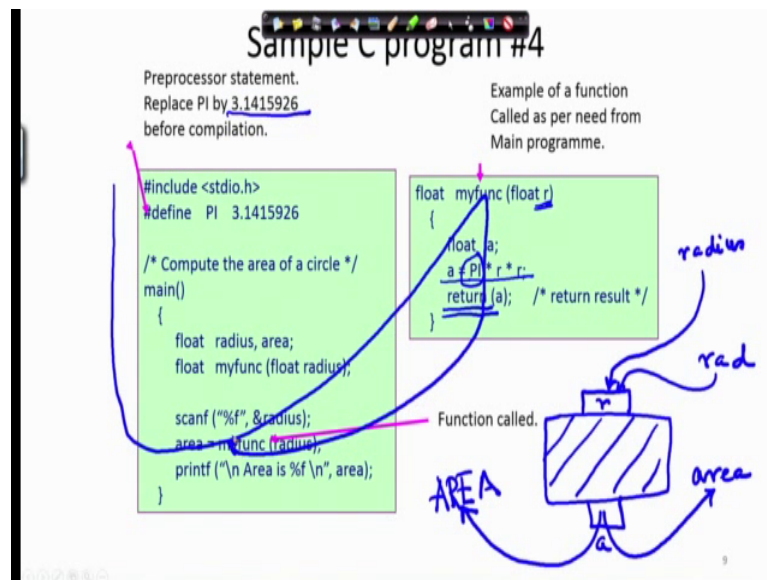 Sample C program #4
Preprocessor statement.
Replace PI by 3.1415926
before compilation.
Example of a function
Called as per need from
Main programme.
#include <stdio.h>
#define PI 3.1415926
/* Compute the area of a circle */
main()
{
float radius, area;
float myfunc (float radius);
scanf ("%f", &radius);
area = myfunc (radius);
printf ("\n Area is %f \n", area);
}
float myfunc (float r)
{
float a;
a = PI * r * r;
return (a); /* return result */
}
Function called.
radius
rad
r
AREA
area
a
9